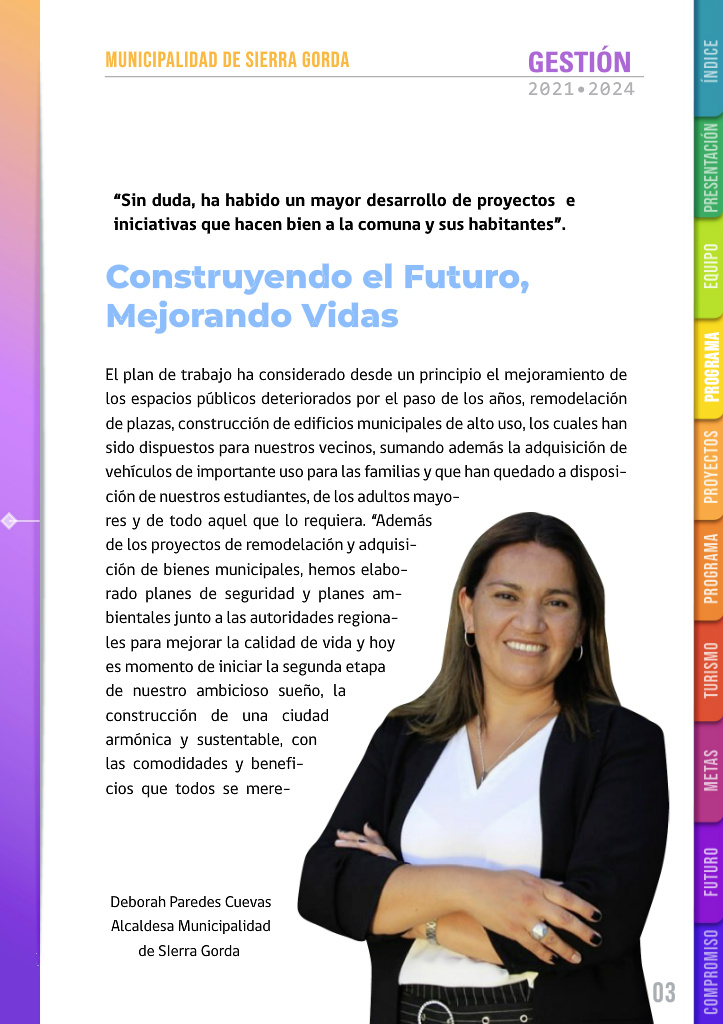 MUNICIPALIDAD DE SIERRA GORDA
GESTIÓN
2021•2024
“Sin duda, ha habido un mayor desarrollo de proyectos e
iniciativas que hacen bien a la comuna y sus habitantes”.
Construyendo el Futuro,
Mejorando Vidas
El plan de trabajo ha considerado desde un principio el mejoramiento de
los espacios públicos deteriorados por el paso de los años, remodelación
de plazas, construcción de edificios municipales de alto uso, los cuales han
sido dispuestos para nuestros vecinos, sumando además la adquisición de
vehículos de importante uso para las familias y que han quedado a disposi-
ción de nuestros estudiantes, de los adultos mayo-
res y de todo aquel que lo requiera. “Además
de los proyectos de remodelación y adquisi-
ción de bienes municipales, hemos elabo-
rado planes de seguridad y planes am-
bientales junto a las autoridades regiona-
les para mejorar la calidad de vida y hoy
es momento de iniciar la segunda etapa
de nuestro ambicioso sueño, la
construcción de una ciudad
armónica y sustentable, con
las comodidades y benefi-
cios que todos se mere-
Deborah Paredes Cuevas
Alcaldesa Municipalidad
de SIerra Gorda
03
ÍNDICE
PRESENTACIÓN
EQUIPO
PROGRAMA
PROYECTOS
PROGRAMA
TURISMO
METAS
FUTURO
COMPROMISO